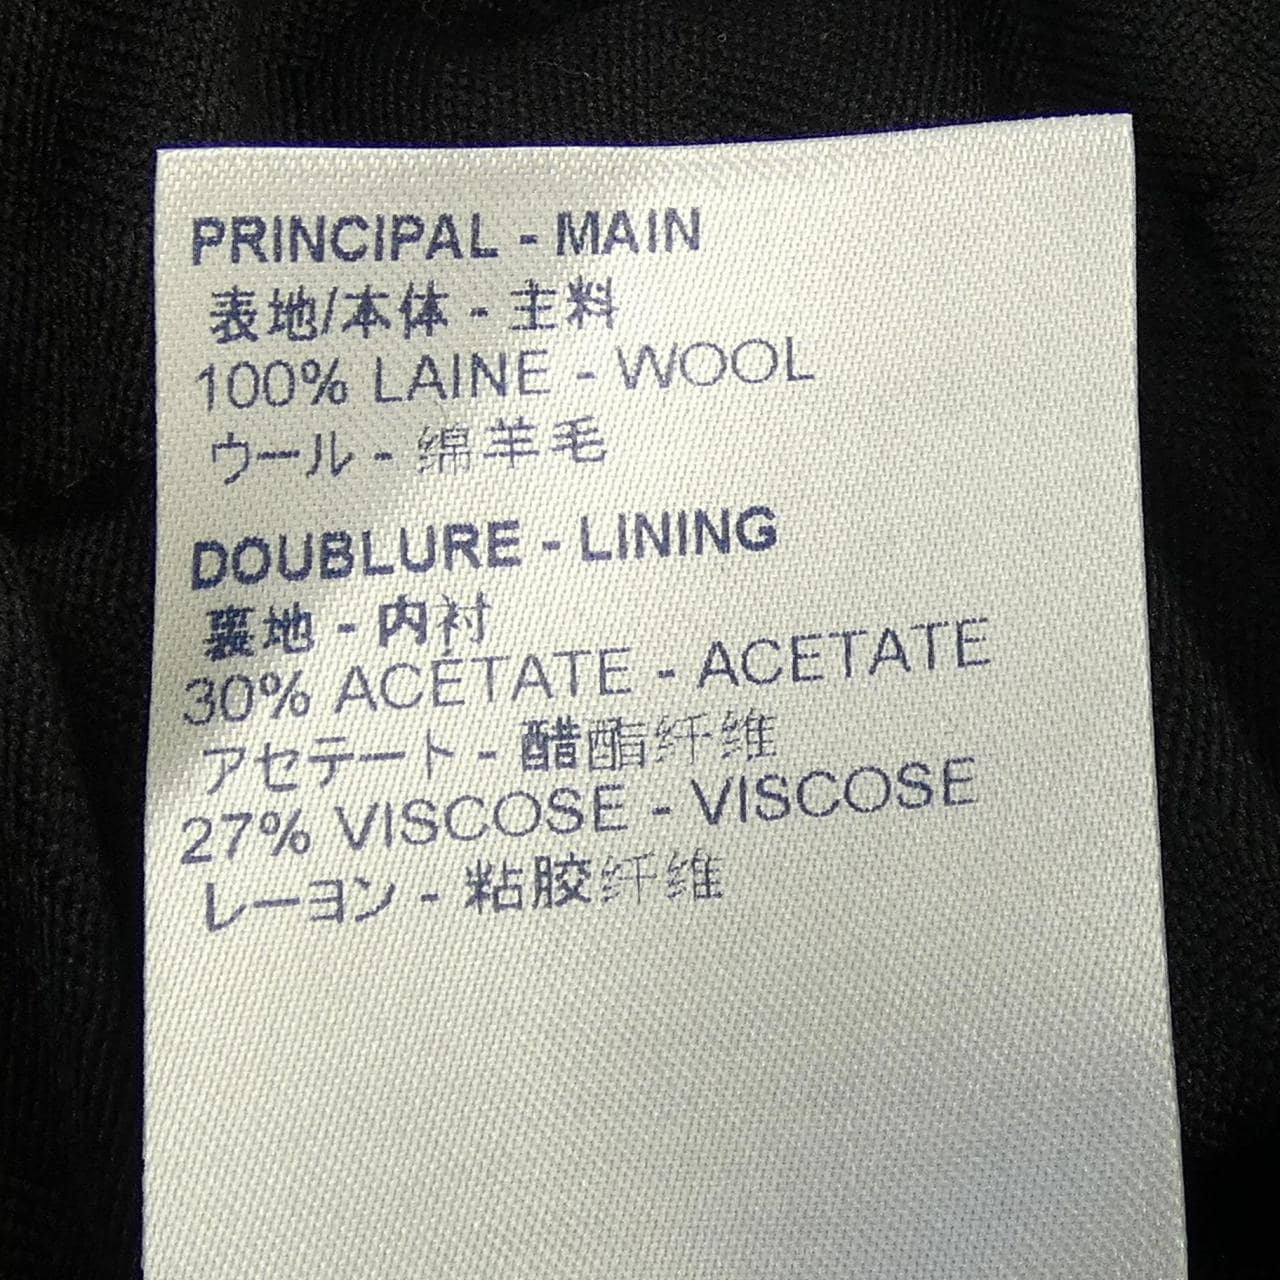 PRINCIPAL - MAIN
表地/本体 - 主料
100% LAINE - WOOL
ウール - 绵羊毛
DOUBLURE - LINING
裏地 - 内衬
30% ACÉTATE - ACETATE
アセテート - 醋酯纤维
27% VISCOSE - VISCOSE
レーヨン - 粘胶纤维